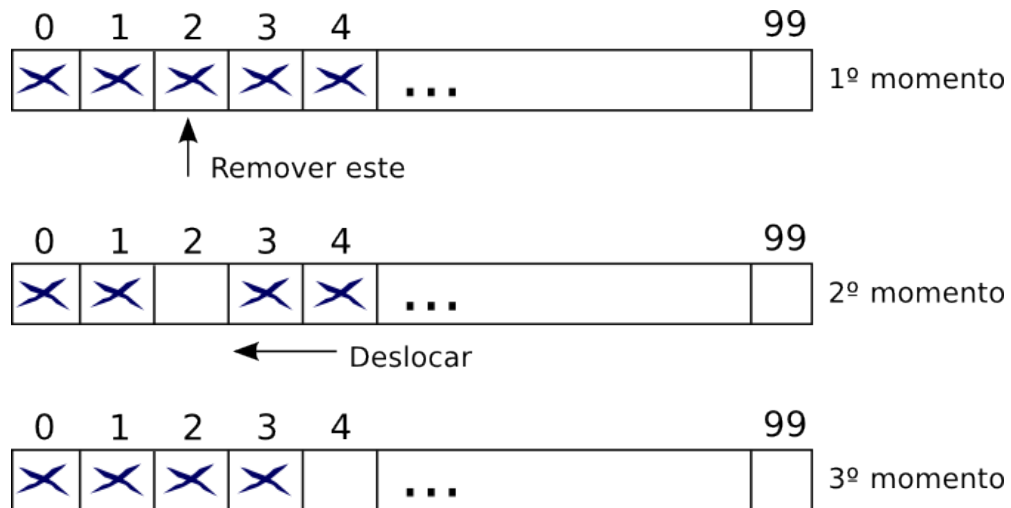 0 1 2 3 4 99
... 1º momento
Remover este
0 1 2 3 4 99
... 2º momento
Deslocar
0 1 2 3 4 99
... 3º momento